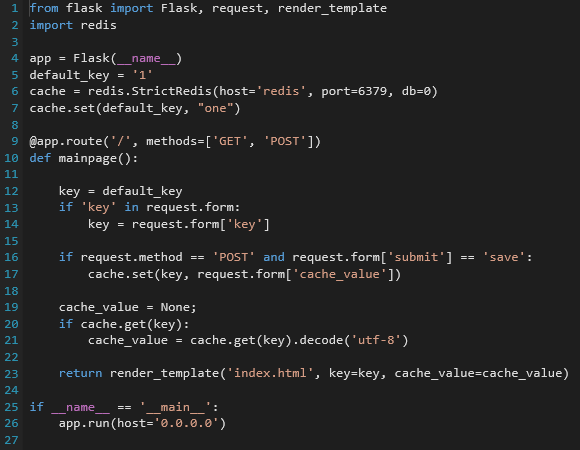 1 from flask import Flask, request, render_template
2 import redis
3
4 app = Flask(__name__)
5 default_key = '1'
6 cache = redis.StrictRedis(host='redis', port=6379, db=0)
7 cache.set(default_key, "one")
8
9 @app.route('/', methods=['GET', 'POST'])
10 def mainpage():
11
12     key = default_key
13     if 'key' in request.form:
14         key = request.form['key']
15
16     if request.method == 'POST' and request.form['submit'] == 'save':
17         cache.set(key, request.form['cache_value'])
18
19     cache_value = None;
20     if cache.get(key):
21         cache_value = cache.get(key).decode('utf-8')
22
23     return render_template('index.html', key=key, cache_value=cache_value)
24
25 if __name__ == '__main__':
26     app.run(host='0.0.0.0')
27